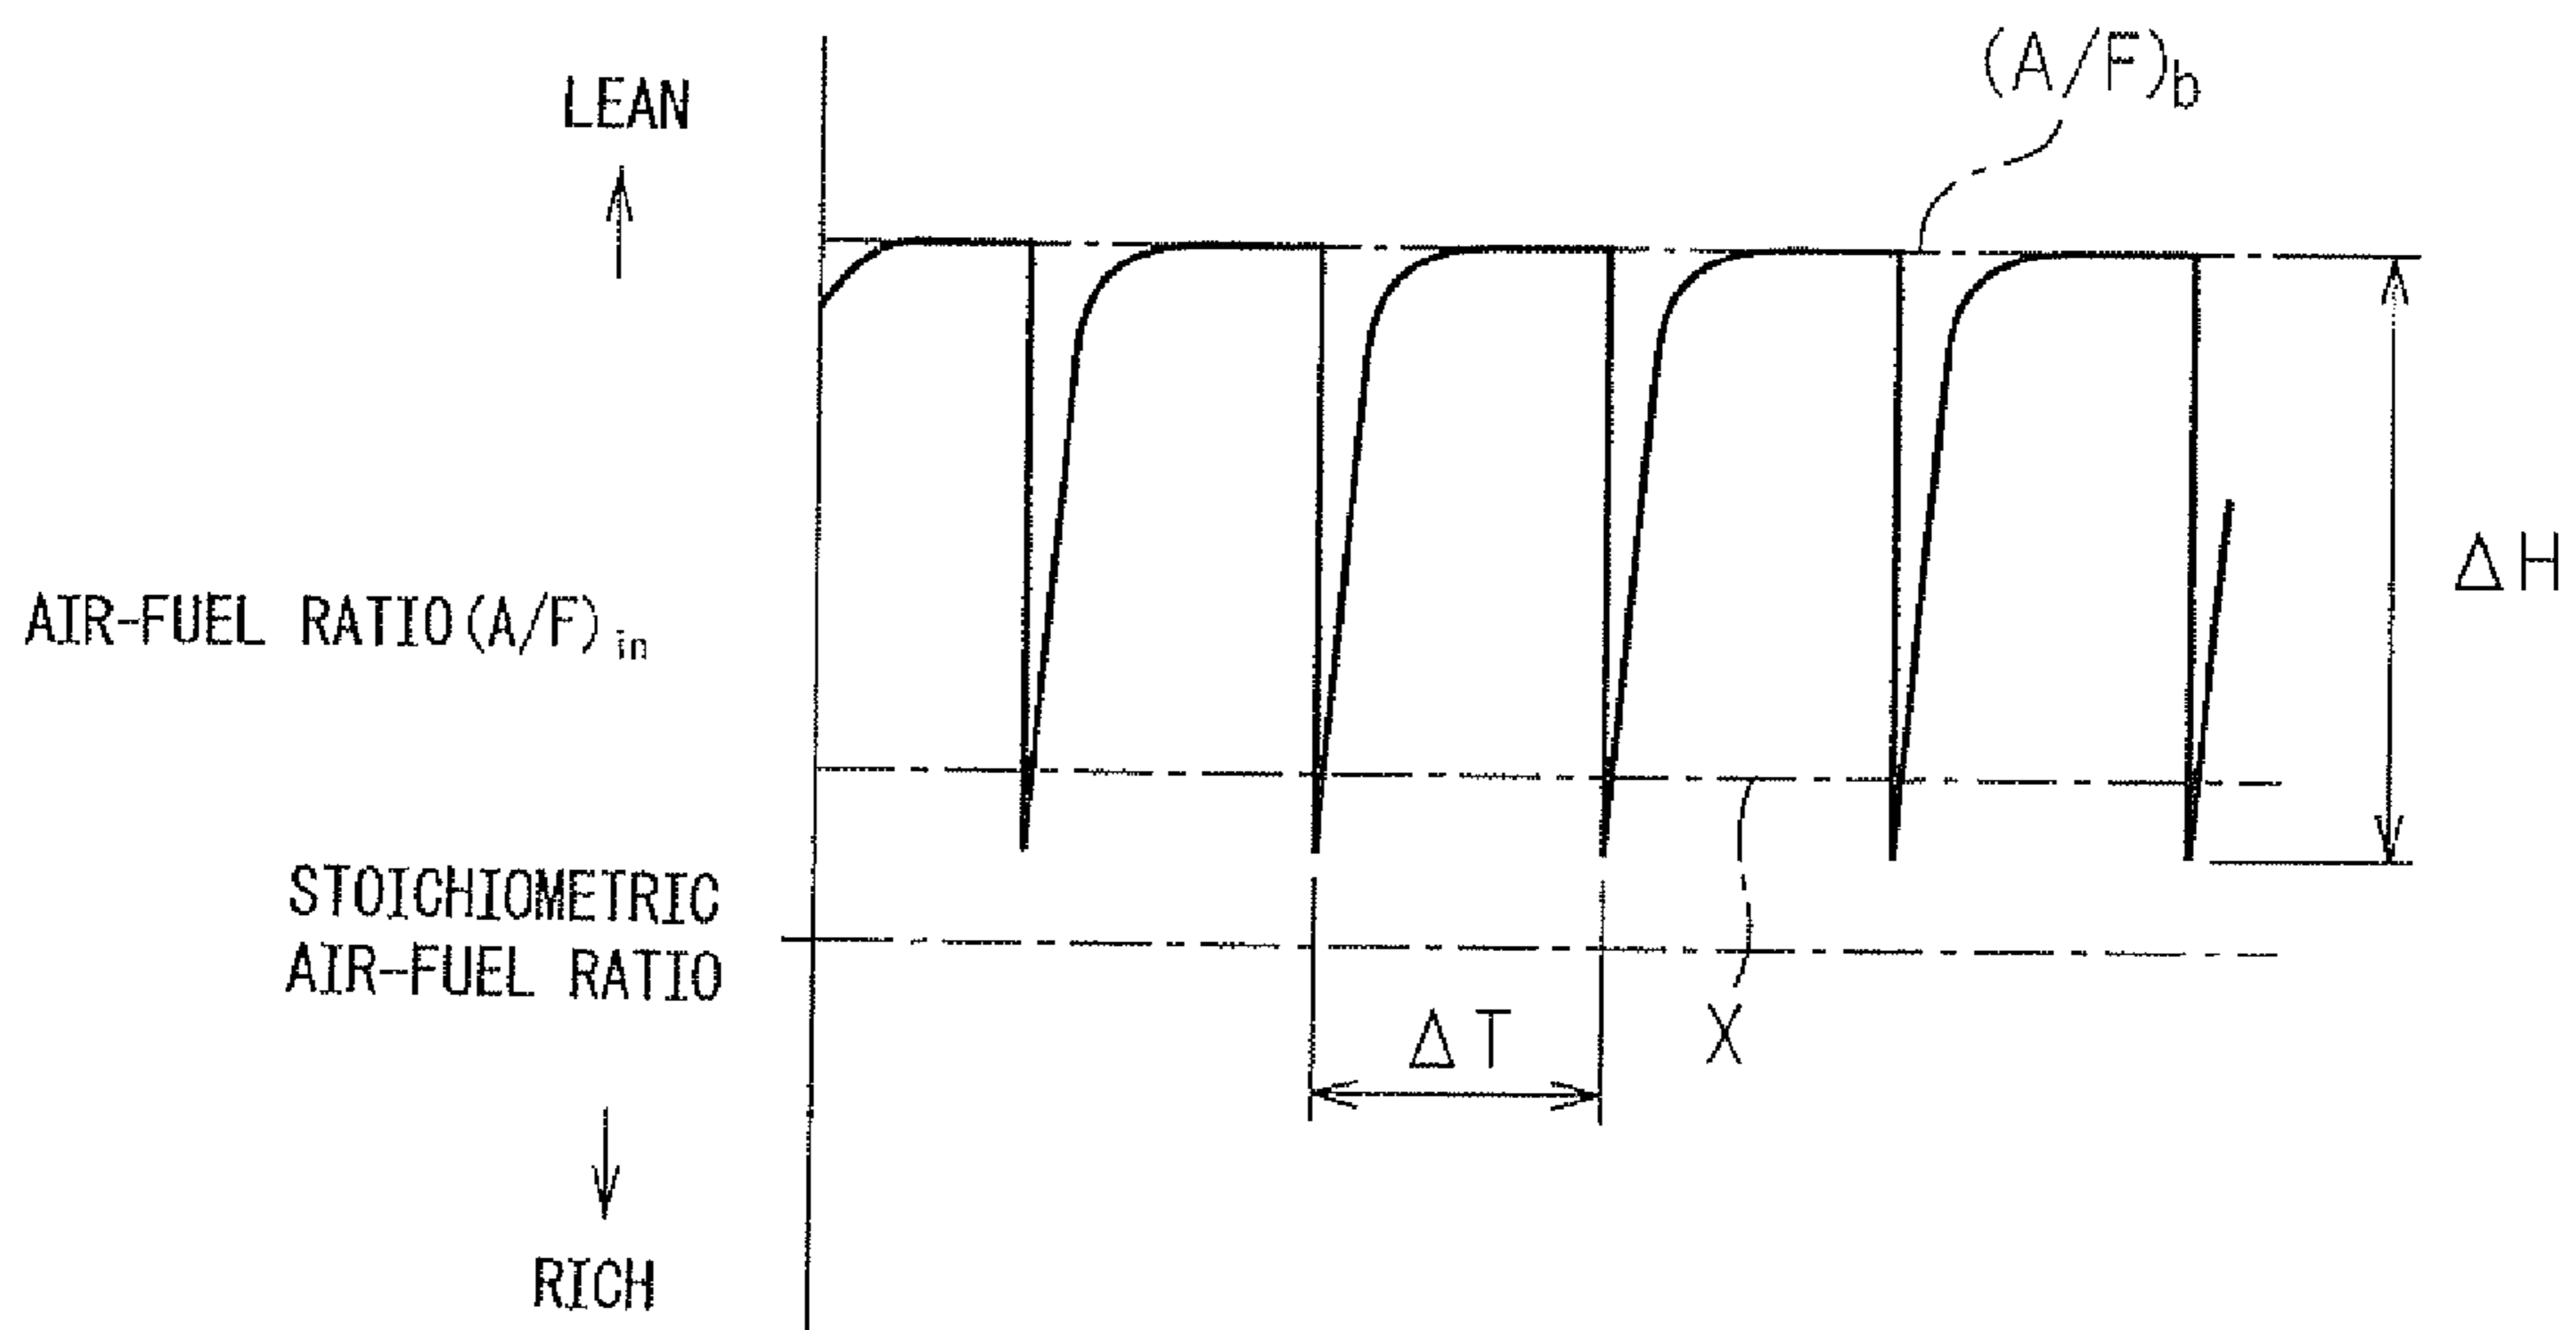 (A/F)b
LEAN
ΔH
AIR-FUEL RATIO(A/F)in
STOICHIOMETRIC
AIR-FUEL RATIO
ΔT
X
RICH